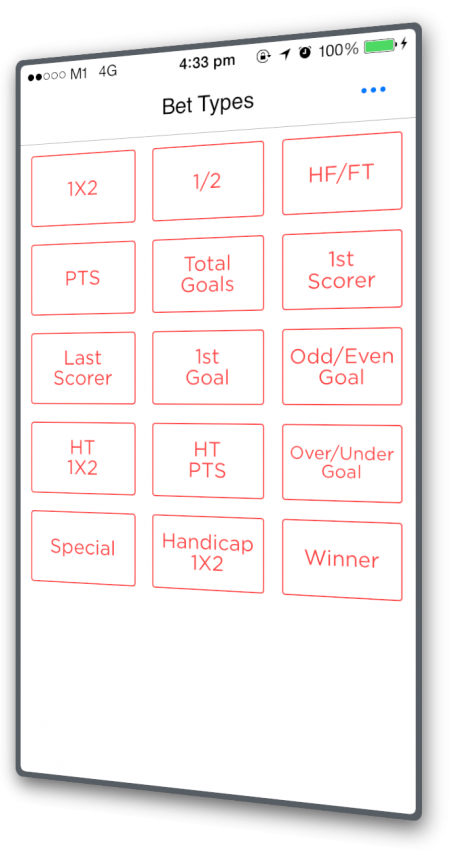 M1 4G 4:33 pm 100%
Bet Types
1X2
1/2
HF/FT
PTS
Total
Goals
1st
Scorer
Last
Scorer
1st
Goal
Odd/Even
Goal
HT
1X2
HT
PTS
Over/Under
Goal
Special
Handicap
1X2
Winner